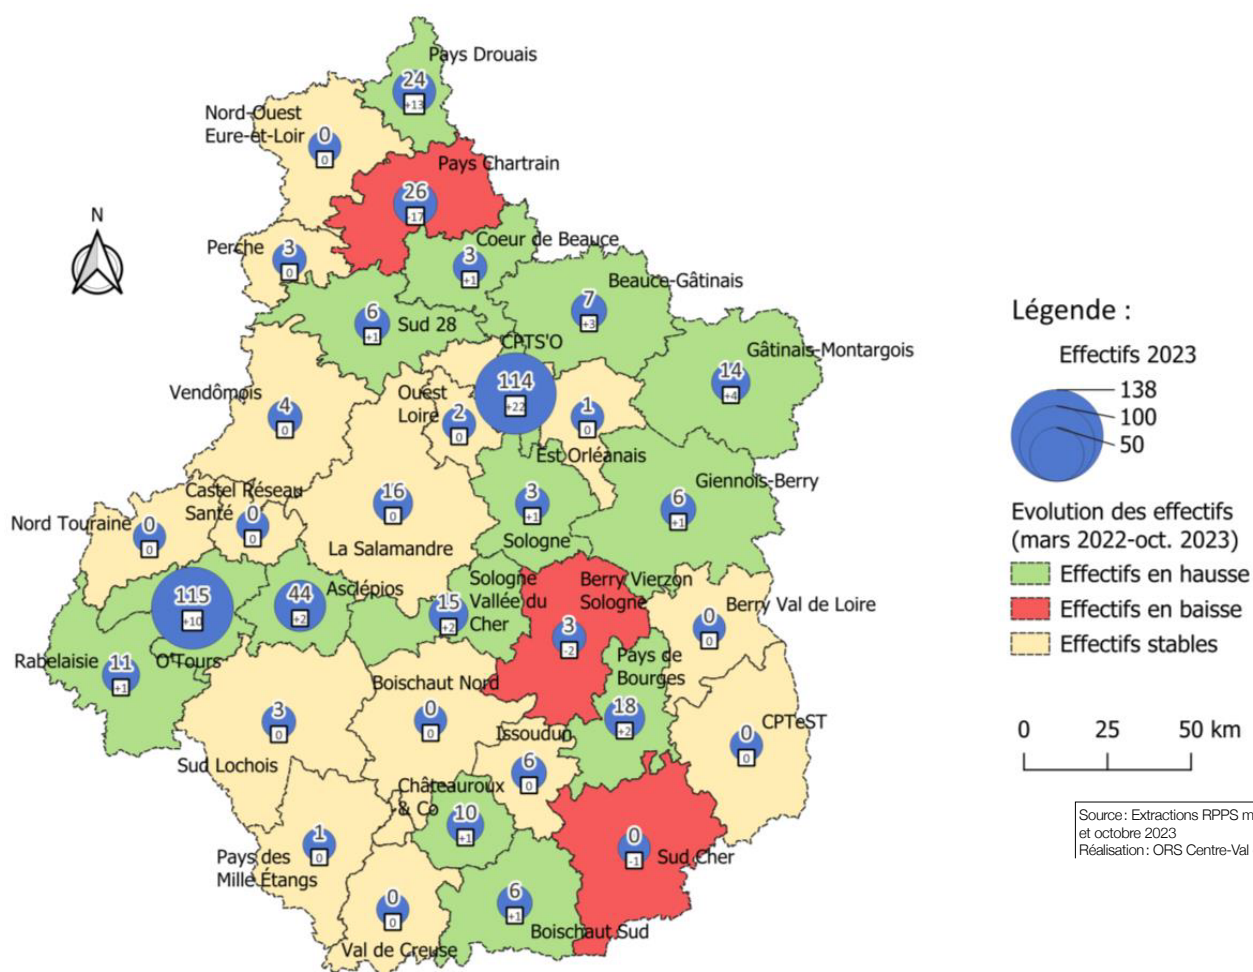 Pays Drouais
24
+13
Nord-Ouest
Eure-et-Loir
0
0
Pays Chartrain
26
-17
N
Perche
3
0
Coeur de Beauce
3
+1
Beauce-Gâtinais
7
+3
6
+1
Sud 28
CPTS'O
114
+22
Gâtinais-Montargois
14
+4
Vendômois
4
0
Ouest
Loire
2
0
1
0
Est Orléanais
Castel Réseau
Santé
0
0
16
0
La Salamandre
3
+1
Sologne
Giennois-Berry
6
+1
Nord Touraine
0
0
115
+10
O'Tours
44
+2
Asclépios
Sologne
Vallée du
Cher
15
+2
Berry Vierzon
Sologne
3
-2
Berry Val de Loire
0
0
Rabelaisie
11
+1
Pays de
Bourges
18
+2
Boischaut Nord
0
0
3
0
Sud Lochois
Issoudun
6
0
CPTeST
0
0
Châteauroux
& Co
10
+1
1
0
Pays des
Mille Étangs
0
-1
Sud Cher
0
0
Val de Creuse
6
+1
Boischaut Sud
Légende :
Effectifs 2023
138
100
50
Evolution des effectifs
(mars 2022-oct. 2023)
Effectifs en hausse
Effectifs en baisse
Effectifs stables
0 25 50 km
Source : Extractions RPPS m
et octobre 2023
Réalisation : ORS Centre-Val